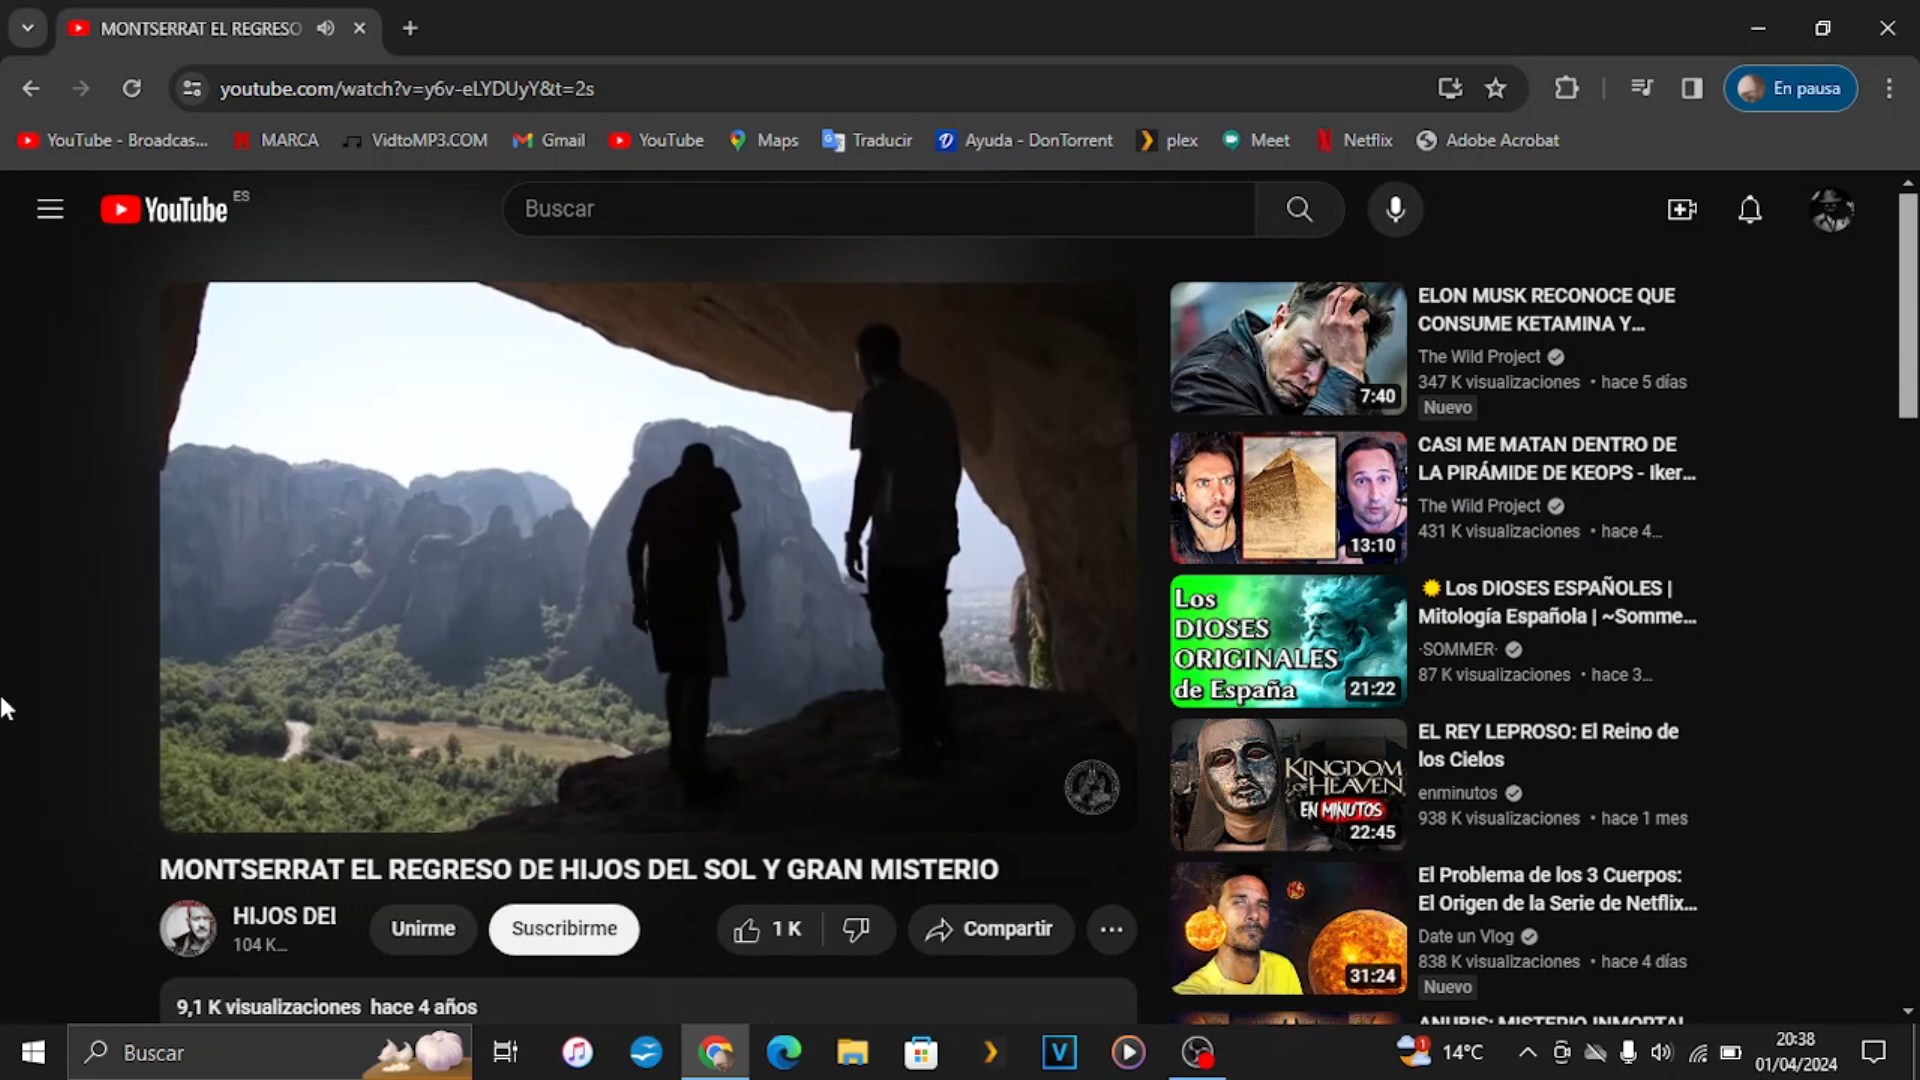 MONTSERRAT EL REGRESO
youtube.com/watch?v=y6v-eLYDUyY&t=2s
En pausa
YouTube - Broadcas...
MARCA
VidtoMP3.COM
Gmail
YouTube
Maps
Traducir
Ayuda - DonTorrent
plex
Meet
Netflix
Adobe Acrobat
YouTube ES
Buscar
MONTSERRAT EL REGRESO DE HIJOS DEL SOL Y GRAN MISTERIO
HIJOS DEL
104 K...
Unirme
Suscribirme
1 K
Compartir
9,1 K visualizaciones hace 4 años
7:40
ELON MUSK RECONOCE QUE
CONSUME KETAMINA Y...
The Wild Project
347 K visualizaciones • hace 5 días
Nuevo
13:10
CASI ME MATAN DENTRO DE
LA PIRÁMIDE DE KEOPS - Iker...
The Wild Project
431 K visualizaciones • hace 4...
Los
DIOSES
ORIGINALES
de España
21:22
Los DIOSES ESPAÑOLES |
Mitología Española | ~Somme...
·SOMMER·
87 K visualizaciones • hace 3...
KINGDOM
OF HEAVEN
EN MINUTOS
22:45
EL REY LEPROSO: El Reino de
los Cielos
enminutos
938 K visualizaciones • hace 1 mes
31:24
El Problema de los 3 Cuerpos:
El Origen de la Serie de Netflix...
Date un Vlog
838 K visualizaciones • hace 4 días
Nuevo
ANUBIS: MISTERIO INMORTAL
Buscar
1
14°C
20:38
01/04/2024